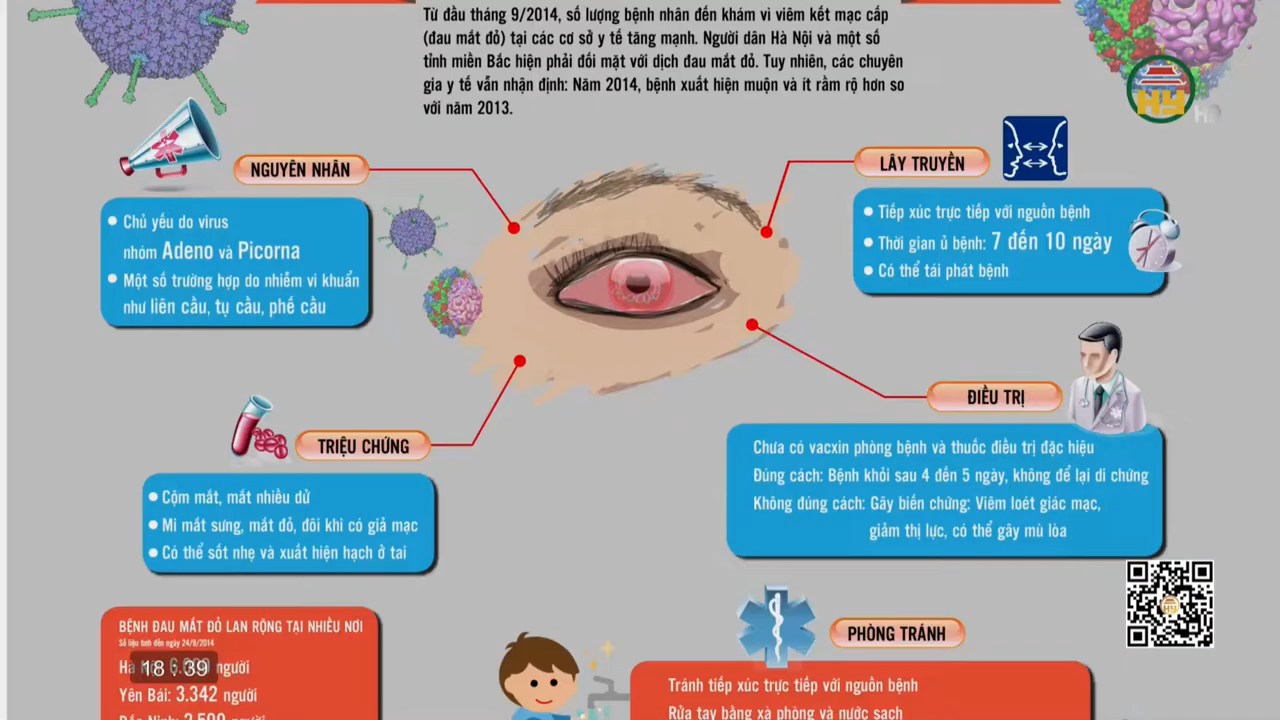 Từ đầu tháng 9/2014, số lượng bệnh nhân đến khám vì viêm kết mạc cấp
(đau mắt đỏ) tại các cơ sở y tế tăng mạnh. Người dân Hà Nội và một số
tỉnh miền Bắc hiện phải đối mặt với dịch đau mắt đỏ. Tuy nhiên, các chuyên
gia y tế vẫn nhận định: Năm 2014, bệnh xuất hiện muộn và ít rầm rộ hơn so
với năm 2013.
HY
NGUYÊN NHÂN
Chủ yếu do virus
nhóm Adeno và Picorna
Một số trường hợp do nhiễm vi khuẩn
như liên cầu, tụ cầu, phế cầu
LÂY TRUYỀN
Tiếp xúc trực tiếp với nguồn bệnh
Thời gian ủ bệnh: 7 đến 10 ngày
Có thể tái phát bệnh
TRIỆU CHỨNG
Cộm mắt, mắt nhiều dử
Mi mắt sưng, mắt đỏ, đôi khi có giả mạc
Có thể sốt nhẹ và xuất hiện hạch ở tai
ĐIỀU TRỊ
Chưa có vacxin phòng bệnh và thuốc điều trị đặc hiệu
Đúng cách: Bệnh khỏi sau 4 đến 5 ngày, không để lại di chứng
Không đúng cách: Gây biến chứng: Viêm loét giác mạc,
giảm thị lực, có thể gây mù lòa
BỆNH ĐAU MẮT ĐỎ LAN RỘNG TẠI NHIỀU NƠI
Số liệu tính đến ngày 24/9/2014
người
18:39
Yên Bái: 3.342 người
PHÒNG TRÁNH
Tránh tiếp xúc trực tiếp với nguồn bệnh
Rửa tay bằng xà phòng và nước sạch